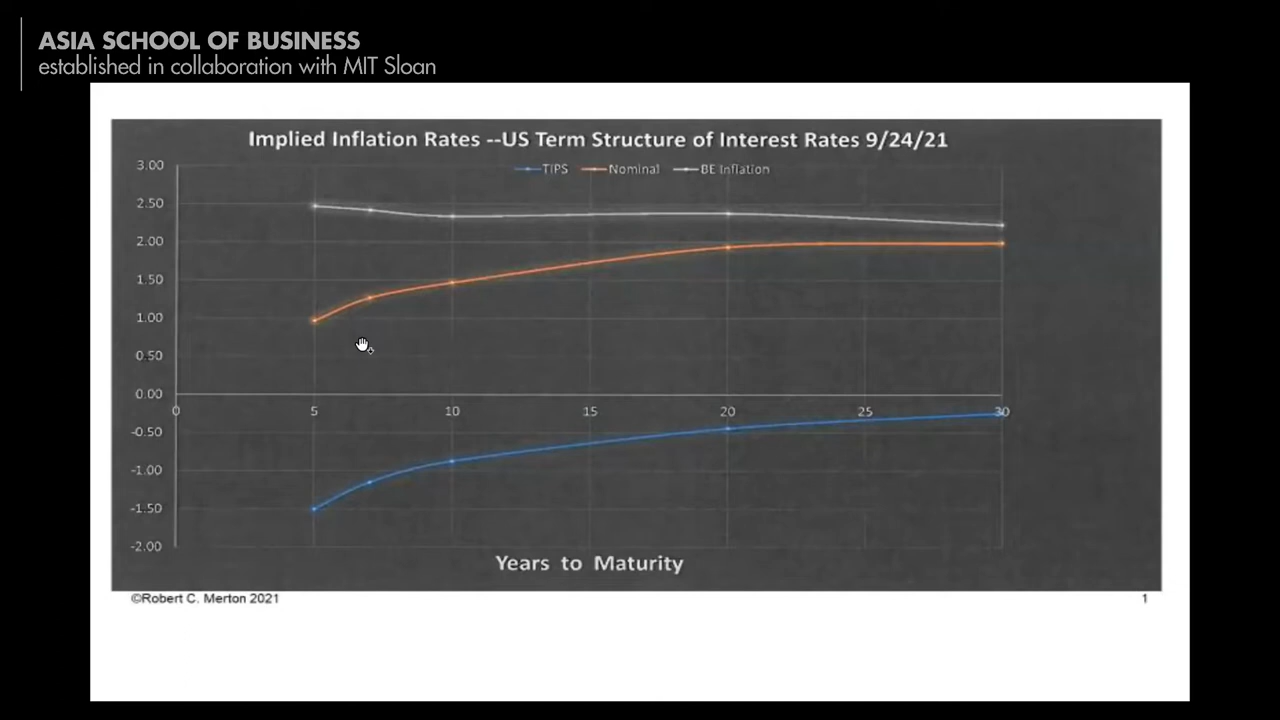 ASIA SCHOOL OF BUSINESS
established in collaboration with MIT Sloan
Implied Inflation Rates --US Term Structure of Interest Rates 9/24/21
TIPS Nominal BE Inflation
3.00
2.50
2.00
1.50
1.00
0.50
0.00
0 5 10 15 20 25 30
-0.50
-1.00
-1.50
-2.00
Years to Maturity
©Robert C. Merton 2021 1